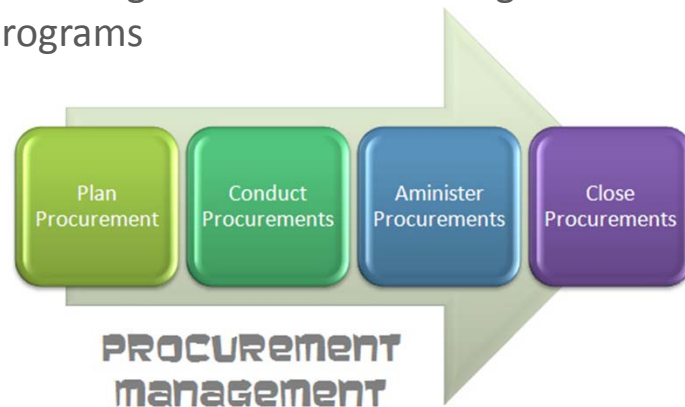 rograms
Plan
Procurement
Conduct
Procurements
Aminister
Procurements
Close
Procurements
PROCUREMENT
MANAGEMENT